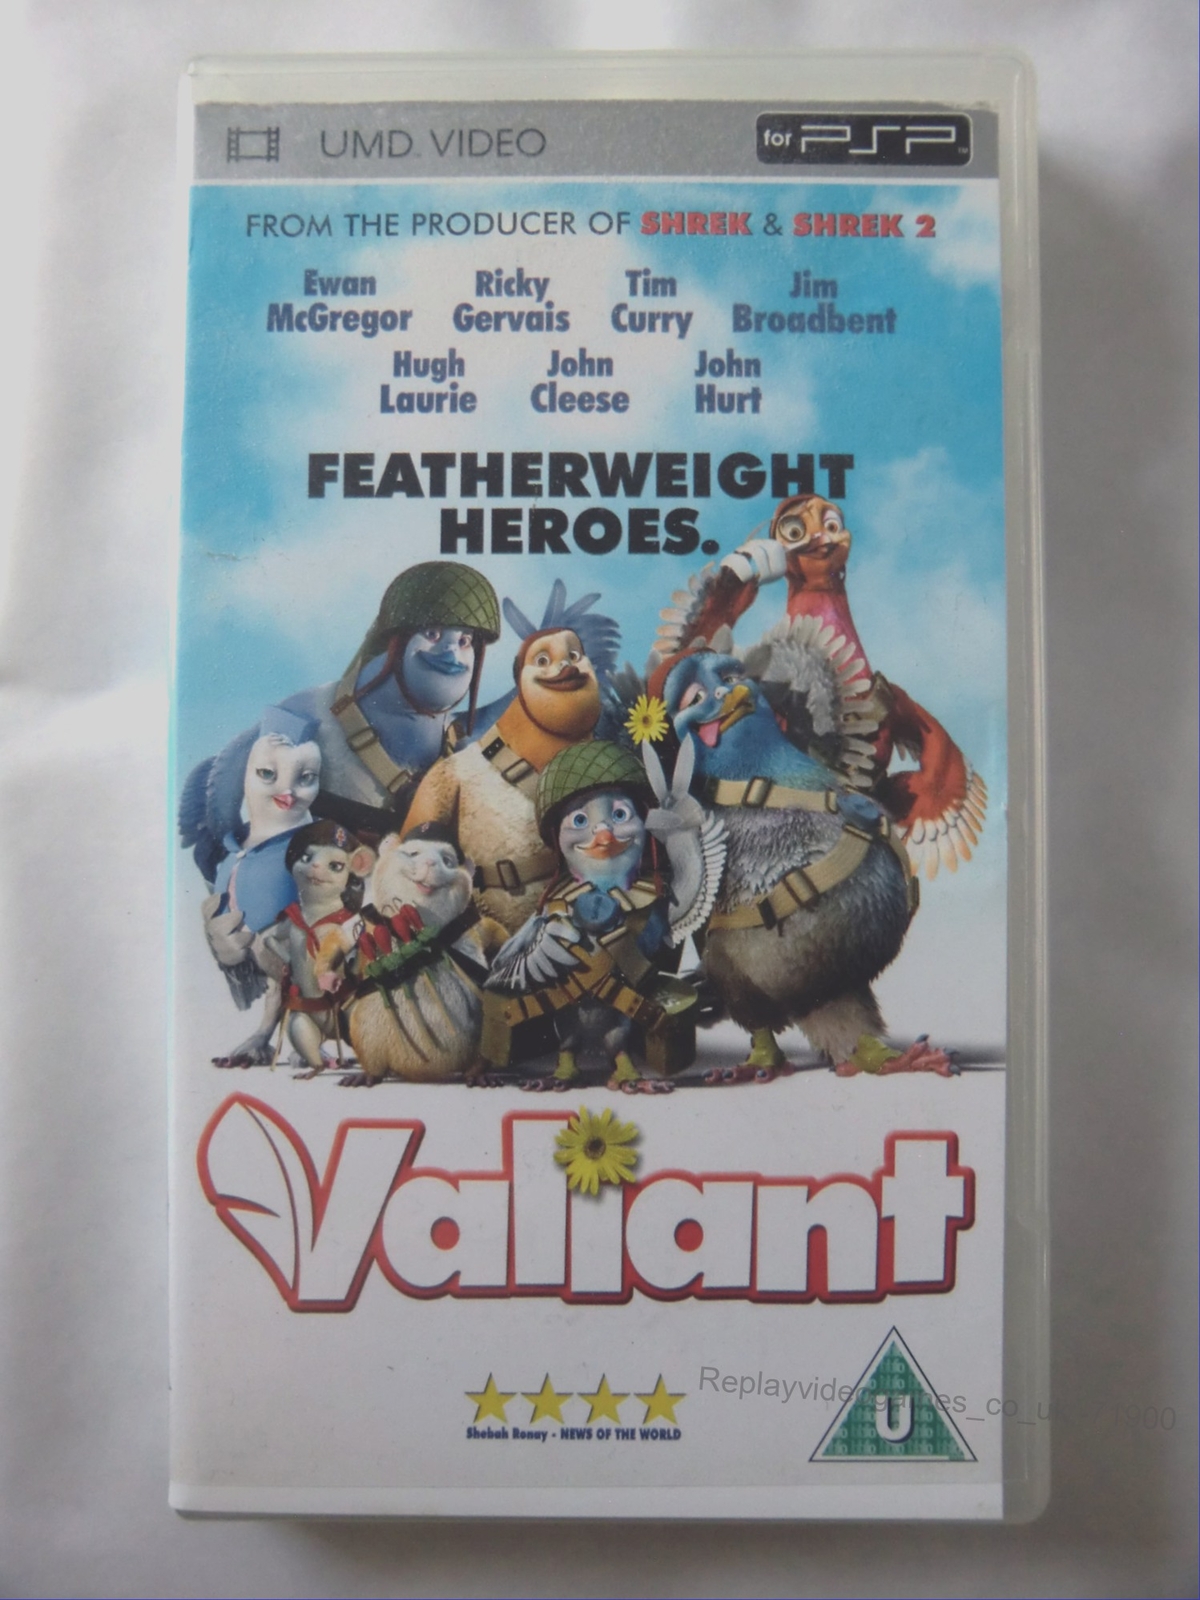 UMD VIDEO
for PSP
FROM THE PRODUCER OF SHREK & SHREK 2
Ewan McGregor
Ricky Gervais
Tim Curry
Jim Broadbent
Hugh Laurie
John Cleese
John Hurt
FEATHERWEIGHT
HEROES.
Valiant
Shebah Ronay - NEWS OF THE WORLD
U